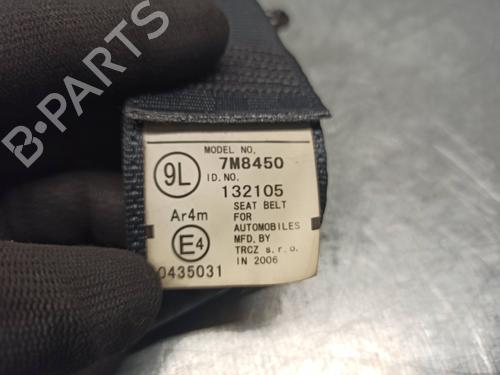 B-PARTS
MODEL NO.
7M8450
9L
ID.NO.
132105
Ar4m
SEAT BELT
FOR
AUTOMOBILES
E4
MFD.BY
TRCZ s.r.o.
0435031
IN 2006